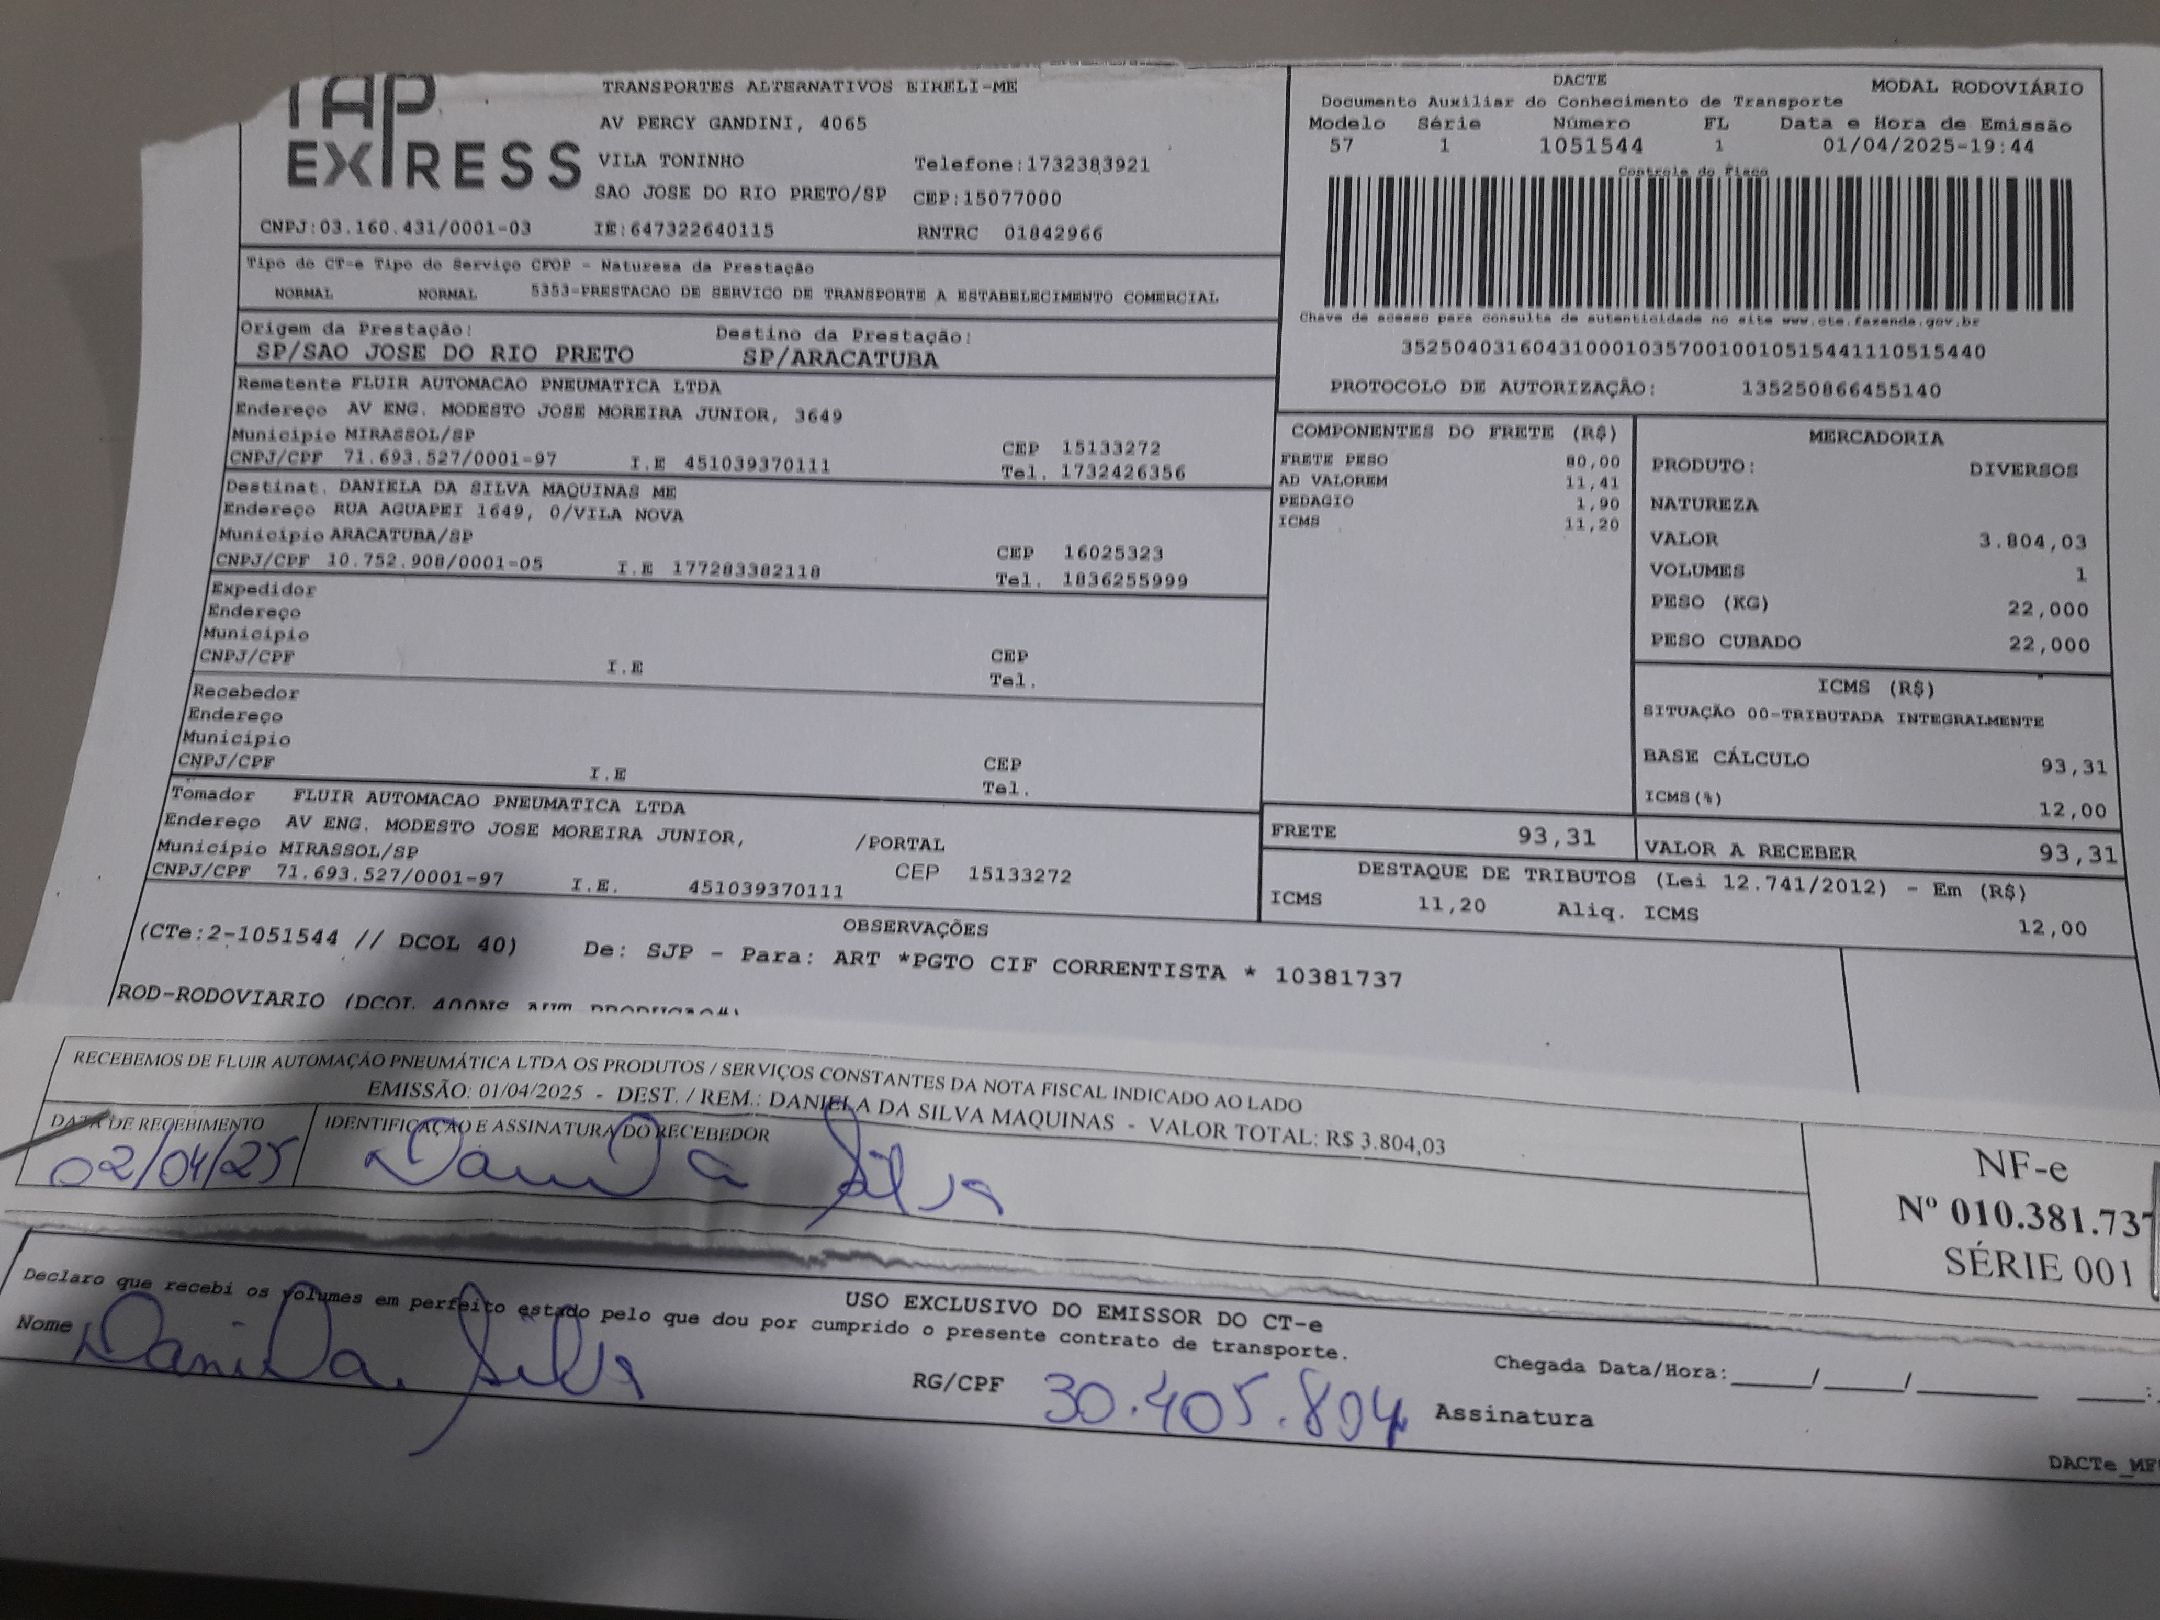 TAP
EXPRESS
TRANSPORTES ALTERNATIVOS EIRELI-ME
AV PERCY GANDINI, 4065
VILA TONINHO Telefone:1732383921
SAO JOSE DO RIO PRETO/SP CEP:15077000
CNPJ:03.160.431/0001-03 IE:647322640115 RNTRC 01842966
DACTE MODAL RODOVIÁRIO
Documento Auxiliar do Conhecimento de Transporte
Modelo Série Número FL Data e Hora de Emissão
57 1 1051544 1 01/04/2025-19:44
Controle do Fisco
Chave de acesso para consulta de autenticidade no site www.cte.fazenda.gov.br
35250403160431000103570010010515441110515440
PROTOCOLO DE AUTORIZAÇÃO: 135250866455140
Tipo do CT-e Tipo do Serviço CFOP - Natureza da Prestação
NORMAL NORMAL 5353-PRESTACAO DE SERVICO DE TRANSPORTE A ESTABELECIMENTO COMERCIAL
Origem da Prestação: Destino da Prestação:
SP/SAO JOSE DO RIO PRETO SP/ARACATUBA
Remetente FLUIR AUTOMACAO PNEUMATICA LTDA
Endereço AV ENG. MODESTO JOSE MOREIRA JUNIOR, 3649
Município MIRASSOL/SP CEP 15133272
CNPJ/CPF 71.693.527/0001-97 I.E 451039370111 Tel. 1732426356
Destinat. DANIELA DA SILVA MAQUINAS ME
Endereço RUA AGUAPEI 1649, 0/VILA NOVA
Município ARACATUBA/SP CEP 16025323
CNPJ/CPF 10.752.908/0001-05 I.E 177283382118 Tel. 1836255999
Expedidor
Endereço
Município CEP
CNPJ/CPF I.E Tel.
Recebedor
Endereço
Município CEP
CNPJ/CPF I.E Tel.
Tomador FLUIR AUTOMACAO PNEUMATICA LTDA
Endereço AV ENG. MODESTO JOSE MOREIRA JUNIOR, /PORTAL
Município MIRASSOL/SP CEP 15133272
CNPJ/CPF 71.693.527/0001-97 I.E. 451039370111
COMPONENTES DO FRETE (R$)
FRETE PESO 80,00
AD VALOREM 11,41
PEDAGIO 1,90
ICMS 11,20
MERCADORIA
PRODUTO: DIVERSOS
NATUREZA
VALOR 3.804,03
VOLUMES 1
PESO (KG) 22,000
PESO CUBADO 22,000
ICMS (R$)
SITUAÇÃO 00-TRIBUTADA INTEGRALMENTE
BASE CÁLCULO 93,31
ICMS(%) 12,00
FRETE 93,31 VALOR A RECEBER 93,31
DESTAQUE DE TRIBUTOS (Lei 12.741/2012) - Em (R$)
ICMS 11,20 Aliq. ICMS 12,00
OBSERVAÇÕES
(CTe:2-1051544 // DCOL 40) De: SJP - Para: ART *PGTO CIF CORRENTISTA * 10381737
ROD-RODOVIARIO (DCOL 400NS AUT PRODUCAO#)
RECEBEMOS DE FLUIR AUTOMAÇÃO PNEUMÁTICA LTDA OS PRODUTOS / SERVIÇOS CONSTANTES DA NOTA FISCAL INDICADO AO LADO
EMISSÃO: 01/04/2025 - DEST. / REM.: DANIELA DA SILVA MAQUINAS - VALOR TOTAL: R$ 3.804,03
DATA DE RECEBIMENTO IDENTIFICAÇÃO E ASSINATURA DO RECEBEDOR
02/04/25 Daniela Silva
NF-e
Nº 010.381.737
SÉRIE 001
USO EXCLUSIVO DO EMISSOR DO CT-e
Declaro que recebi os volumes em perfeito estado pelo que dou por cumprido o presente contrato de transporte.
Nome Daniela Silva RG/CPF 30.405.804 Assinatura
Chegada Data/Hora:____/____/______ ___:
DACTe_MF